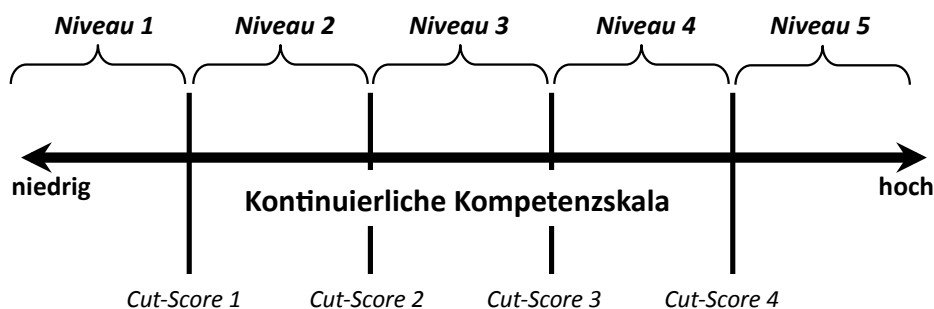 Niveau 1 Niveau 2 Niveau 3 Niveau 4 Niveau 5
niedrig hoch
Kontinuierliche Kompetenzskala
Cut-Score 1 Cut-Score 2 Cut-Score 3 Cut-Score 4